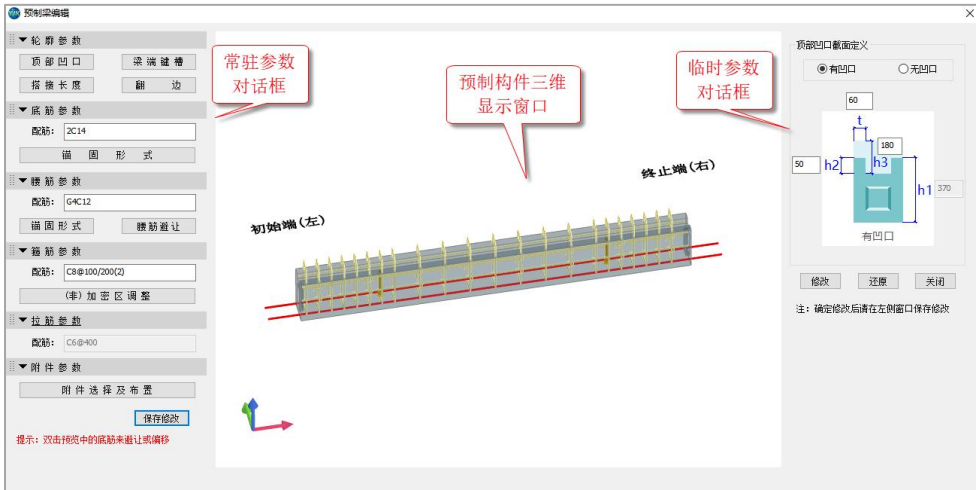 预制梁编辑
轮廓参数
顶部凹口 梁端键槽
搭接长度 翻边
底筋参数
配筋: 2C14
锚固形式
腰筋参数
配筋: G4C12
锚固形式 腰筋避让
箍筋参数
配筋: C8@100/200(2)
(非)加密区调整
拉筋参数
配筋: C6@400
附件参数
附件选择及布置
保存修改
提示: 双击预览中的底筋来避让或偏移
常驻参数
对话框
预制构件三维
显示窗口
临时参数
对话框
初始端(左)
终止端(右)
顶部凹口截面定义
有凹口 无凹口
60
t
180
50 h2 h3
h1 370
有凹口
修改 还原 关闭
注: 确定修改后请在左侧窗口保存修改